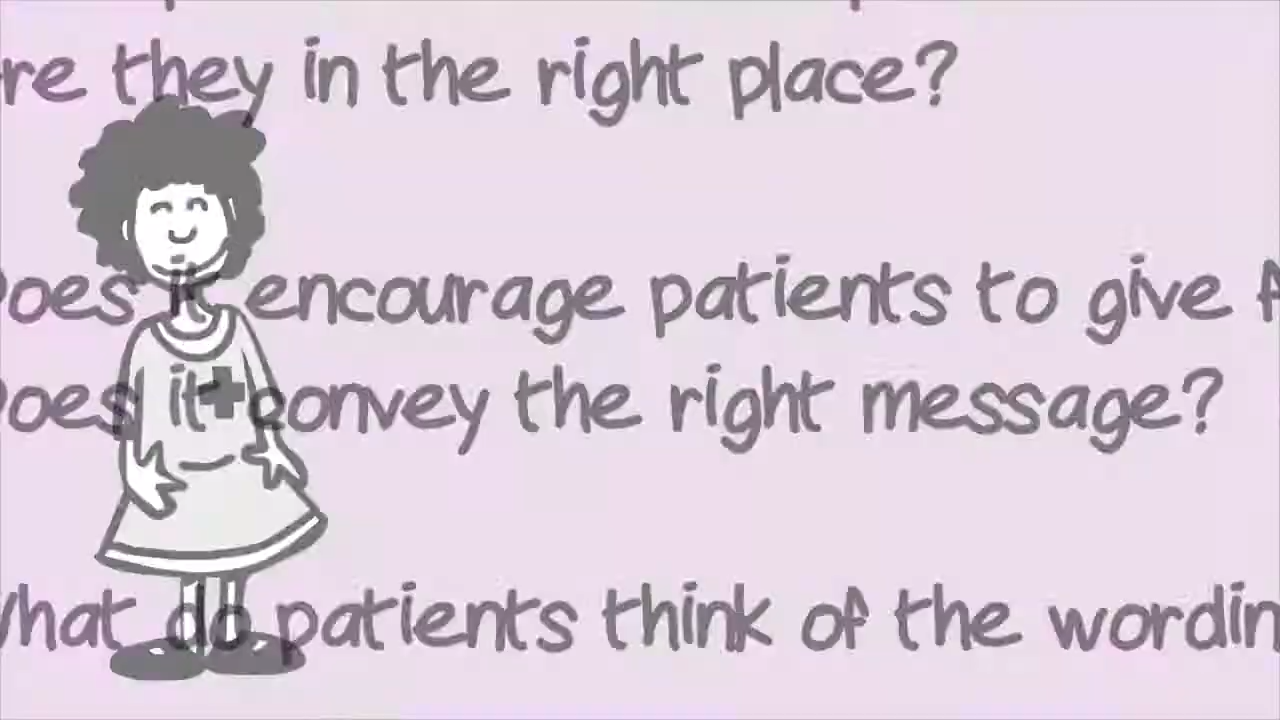 re they in the right place?
oes it encourage patients to give f
oes it convey the right message?
What do patients think of the wordin